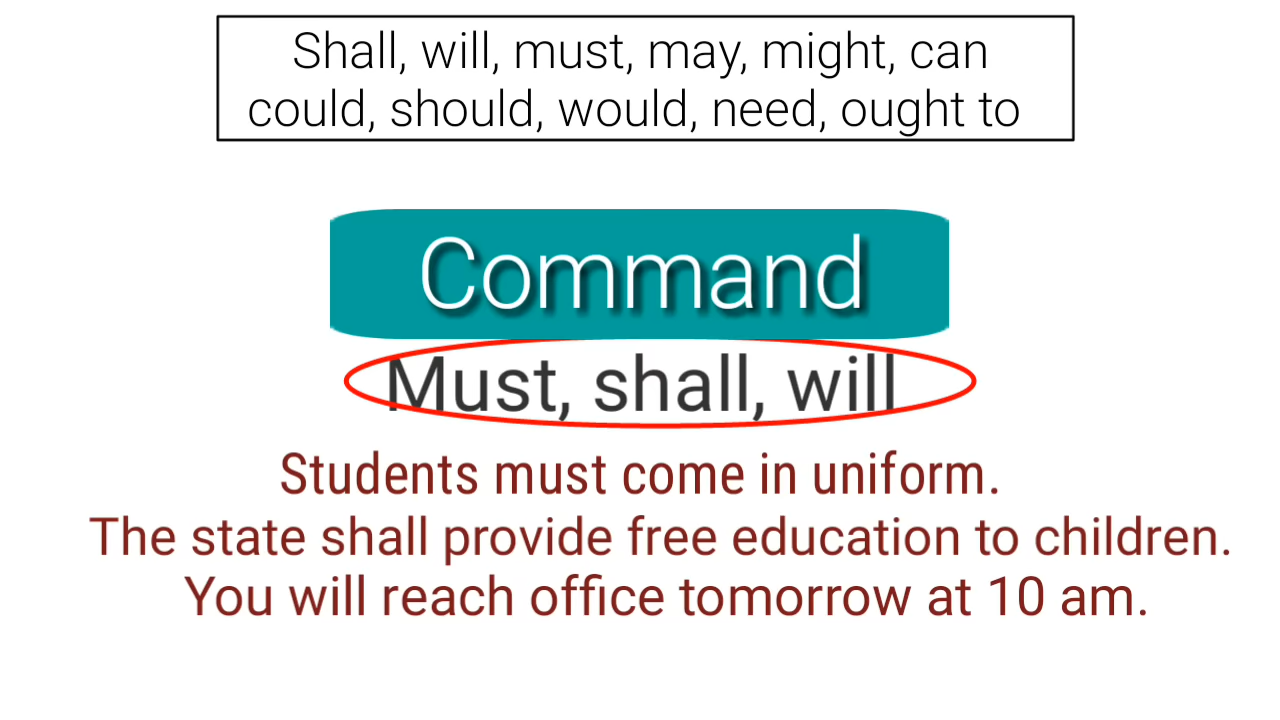 Shall, will, must, may, might, can
could, should, would, need, ought to
Command
Must, shall, will
Students must come in uniform.
The state shall provide free education to children.
You will reach office tomorrow at 10 am.